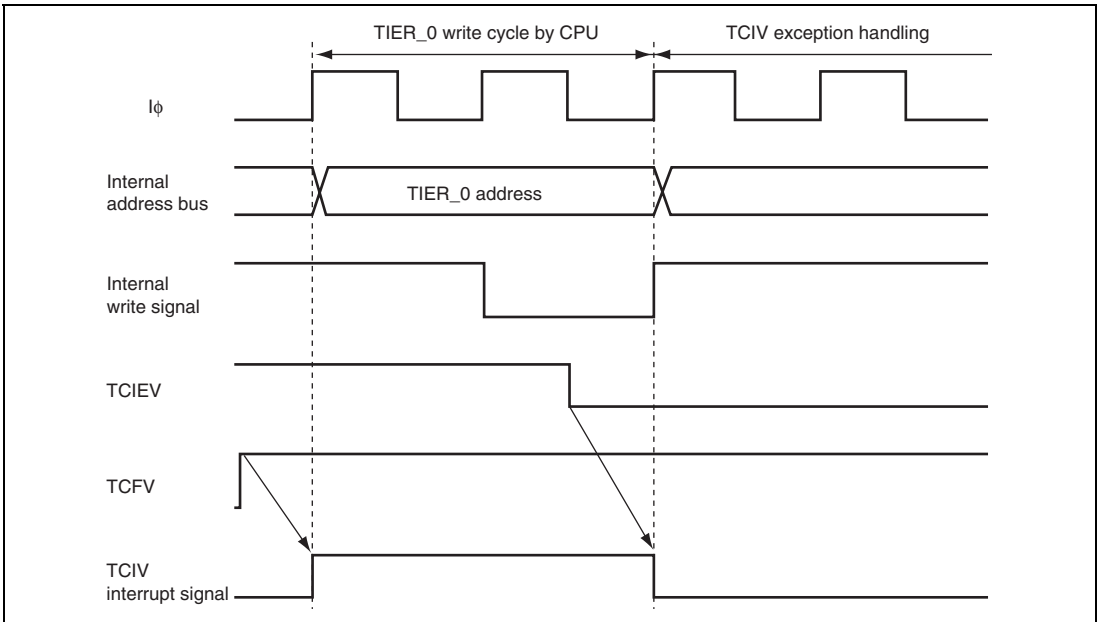 TIER_0 write cycle by CPU
TCIV exception handling
Iϕ
Internal
address bus
TIER_0 address
Internal
write signal
TCIEV
TCFV
TCIV
interrupt signal